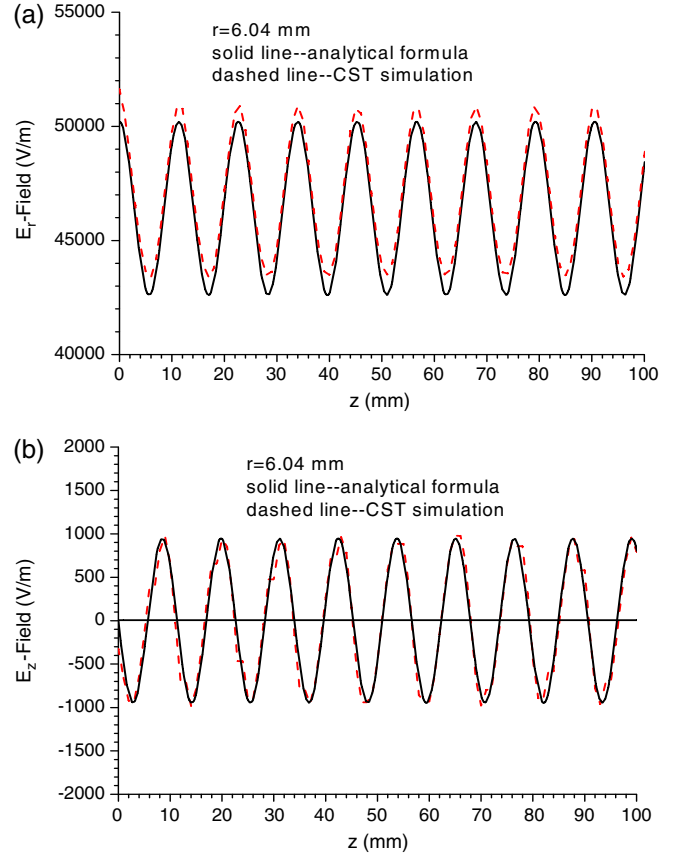 (a)
55000
r=6.04 mm
solid line--analytical formula
dashed line--CST simulation
50000
45000
40000
Er-Field (V/m)
0 10 20 30 40 50 60 70 80 90 100
z (mm)
(b)
2000
r=6.04 mm
solid line--analytical formula
dashed line--CST simulation
1500
1000
500
0
-500
-1000
-1500
-2000
Ez-Field (V/m)
0 10 20 30 40 50 60 70 80 90 100
z (mm)